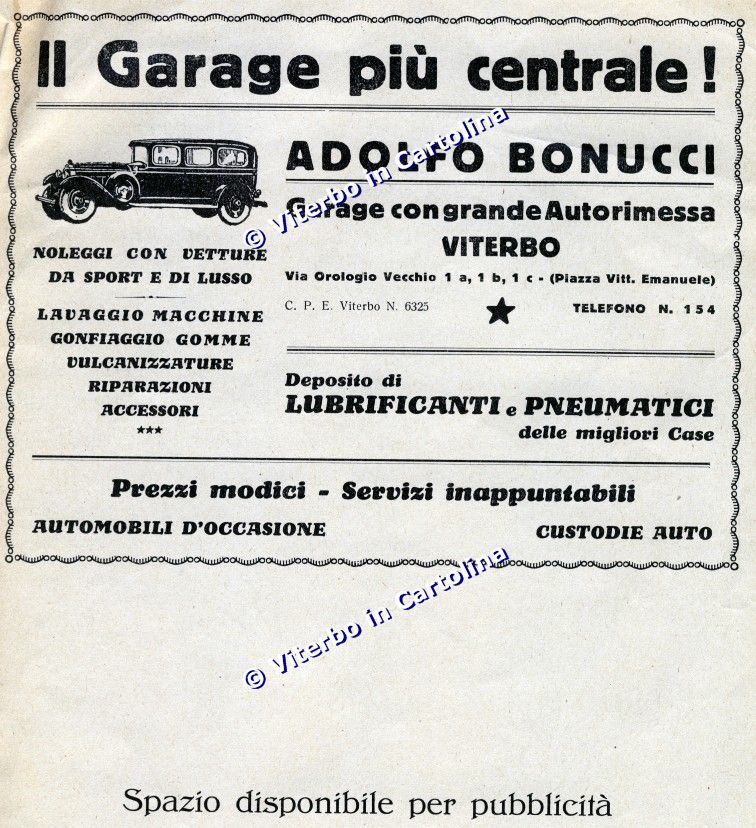 Il Garage più centrale!
ADOLFO BONUCCI
Garage con grande Autorimessa
VITERBO
Via Orologio Vecchio 1 a, 1 b, 1 c - (Piazza Vitt. Emanuele)
C. P. E. Viterbo N. 6325
TELEFONO N. 154
NOLEGGI CON VETTURE
DA SPORT E DI LUSSO
LAVAGGIO MACCHINE
GONFIAGGIO GOMME
VULCANIZZATURE
RIPARAZIONI
ACCESSORI
***
Deposito di
LUBRIFICANTI e PNEUMATICI
delle migliori Case
Prezzi modici - Servizi inappuntabili
AUTOMOBILI D'OCCASIONE
CUSTODIE AUTO
© Viterbo in Cartolina
© Viterbo in Cartolina
Spazio disponibile per pubblicità